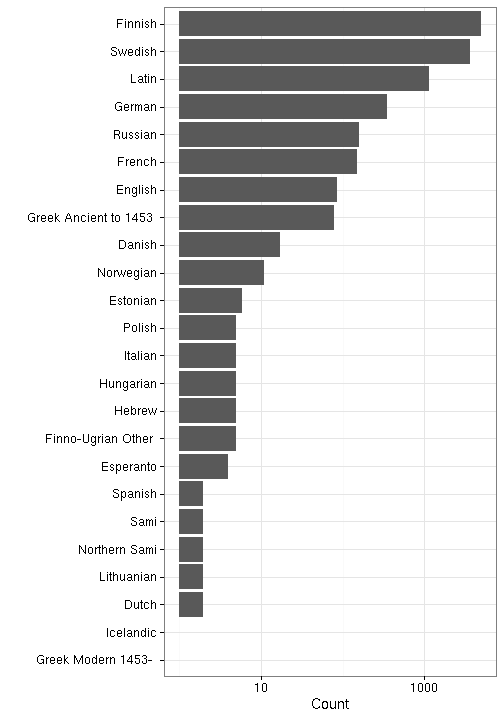 Finnish
Swedish
Latin
German
Russian
French
English
Greek Ancient to 1453
Danish
Norwegian
Estonian
Polish
Italian
Hungarian
Hebrew
Finno-Ugrian Other
Esperanto
Spanish
Sami
Northern Sami
Lithuanian
Dutch
Icelandic
Greek Modern 1453-
10 1000
Count